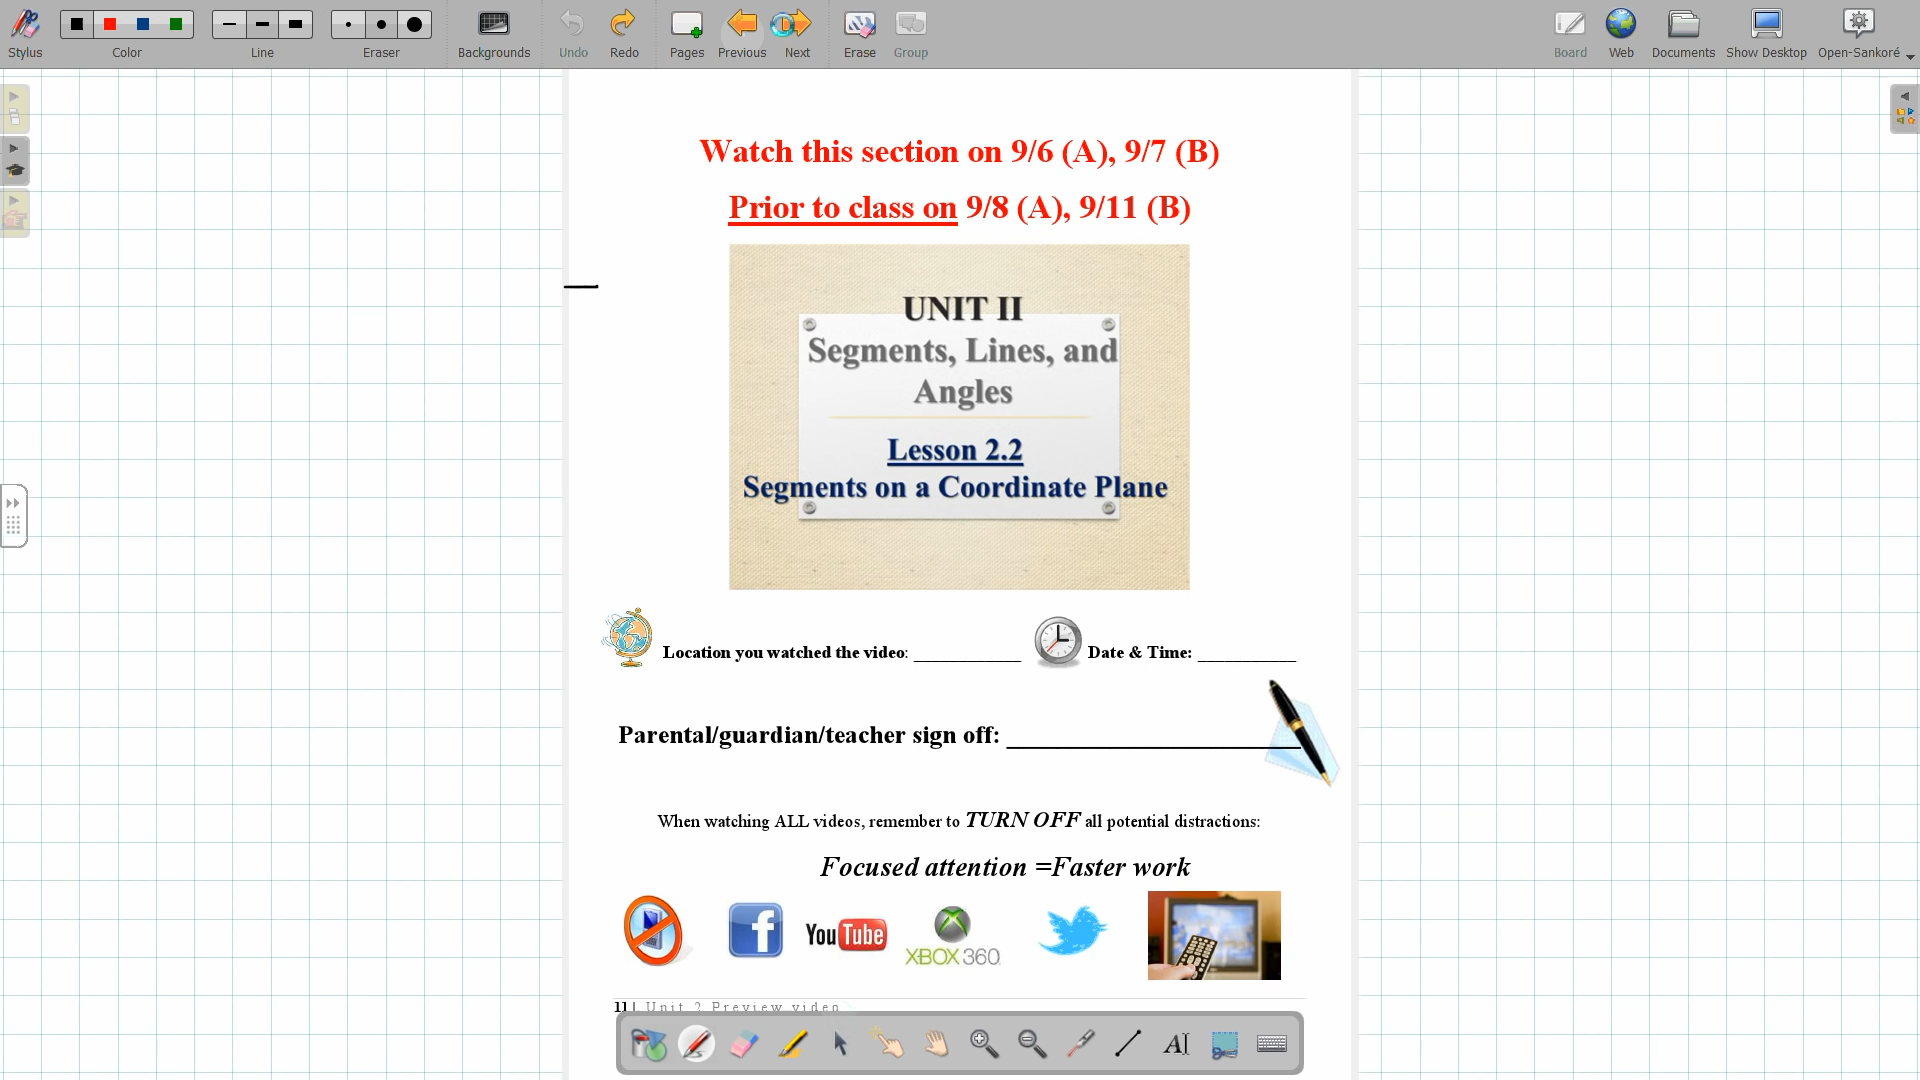 Stylus Color Line Eraser Backgrounds Undo Redo Pages Previous Next Erase Group Board Web Documents Show Desktop Open-Sankoré
Watch this section on 9/6 (A), 9/7 (B)
Prior to class on 9/8 (A), 9/11 (B)
UNIT II
Segments, Lines, and
Angles
Lesson 2.2
Segments on a Coordinate Plane
Location you watched the video: ____________ Date & Time: ___________
Parental/guardian/teacher sign off: _______________________
When watching ALL videos, remember to TURN OFF all potential distractions:
Focused attention =Faster work
f YouTube XBOX 360
11| Unit 2 Preview video
AI